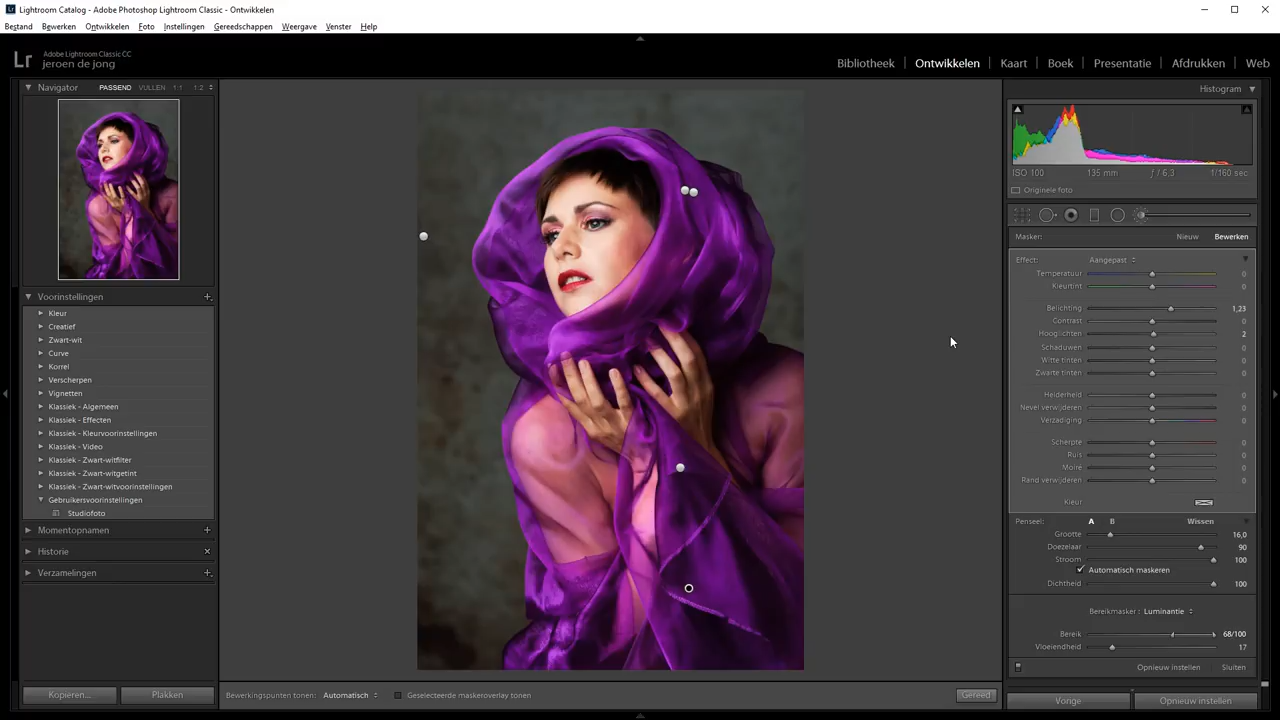 Lightroom Catalog - Adobe Photoshop Lightroom Classic - Ontwikkelen
Bestand Bewerken Ontwikkelen Foto Instellingen Gereedschappen Weergave Venster Help
Lr
Adobe Lightroom Classic CC
jeroen de jong
Bibliotheek Ontwikkelen Kaart Boek Presentatie Afdrukken Web
Navigator PASSEND VULLEN 1:1 1:2
Voorinstellingen
Kleur
Creatief
Zwart-wit
Curve
Korrel
Verscherpen
Vignetten
Klassiek - Algemeen
Klassiek - Effecten
Klassiek - Kleurvoorinstellingen
Klassiek - Video
Klassiek - Zwart-witfilter
Klassiek - Zwart-witgetint
Klassiek - Zwart-witvoorinstellingen
Gebruikersvoorinstellingen
Studiofoto
Momentopnamen
Historie
Verzamelingen
Kopiëren... Plakken
Bewerkingspunten tonen: Automatisch Geselecteerde maskeroverlay tonen Gereed
Histogram
ISO 100 135 mm ƒ / 6,3 1/160 sec
Originele foto
Masker: Nieuw Bewerken
Effect: Aangepast
Temperatuur 0
Kleurtint 0
Belichting 1,23
Contrast 0
Hooglichten 2
Schaduwen 0
Witte tinten 0
Zwarte tinten 0
Helderheid 0
Nevel verwijderen 0
Verzadiging 0
Scherpte 0
Ruis 0
Moiré 0
Rand verwijderen 0
Kleur
Penseel: A B Wissen
Grootte 16,0
Doezelaar 90
Stroom 100
Automatisch maskeren
Dichtheid 100
Bereikmasker : Luminantie
Bereik 68/100
Vloeiendheid 17
Opnieuw instellen Sluiten
Vorige Opnieuw instellen